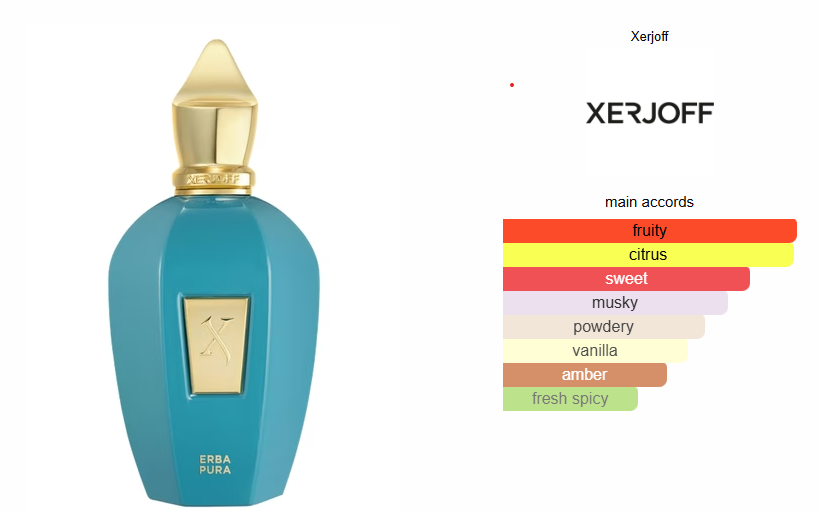 XERJOFF
X
ERBA
PURA
Xerjoff
XERJOFF
main accords
fruity
citrus
sweet
musky
powdery
vanilla
amber
fresh spicy